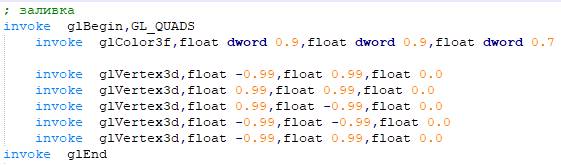 ; заливка
invoke  glBegin,GL_QUADS
    invoke  glColor3f,float dword 0.9,float dword 0.9,float dword 0.7

    invoke  glVertex3d,float -0.99,float 0.99,float 0.0
    invoke  glVertex3d,float 0.99,float 0.99,float 0.0
    invoke  glVertex3d,float 0.99,float -0.99,float 0.0
    invoke  glVertex3d,float -0.99,float -0.99,float 0.0
    invoke  glVertex3d,float -0.99,float 0.99,float 0.0
invoke  glEnd